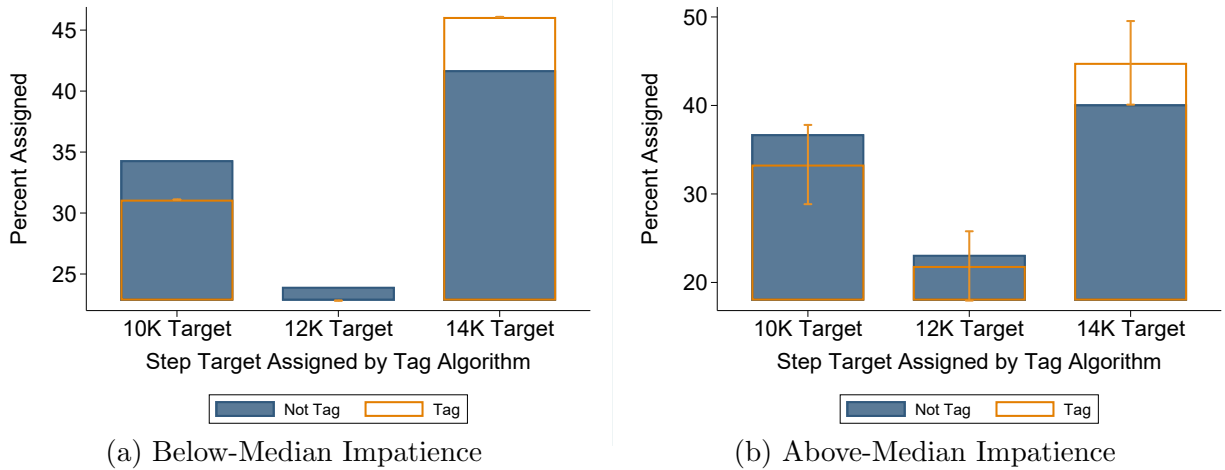 Percent Assigned
45
40
35
30
25
10K Target 12K Target 14K Target
Step Target Assigned by Tag Algorithm
Not Tag Tag
(a) Below-Median Impatience
Percent Assigned
50
40
30
20
10K Target 12K Target 14K Target
Step Target Assigned by Tag Algorithm
Not Tag Tag
(b) Above-Median Impatience